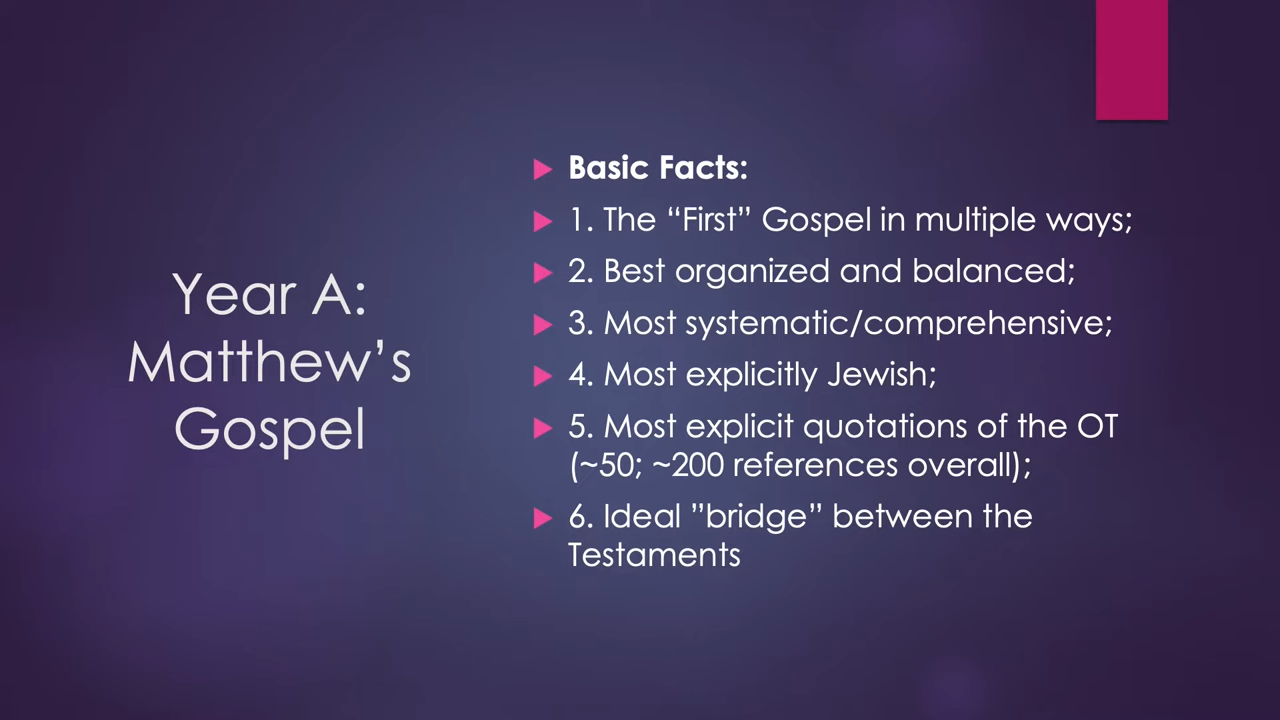 Year A:
Matthew’s
Gospel
Basic Facts:
1. The “First” Gospel in multiple ways;
2. Best organized and balanced;
3. Most systematic/comprehensive;
4. Most explicitly Jewish;
5. Most explicit quotations of the OT
(~50; ~200 references overall);
6. Ideal ”bridge” between the
Testaments